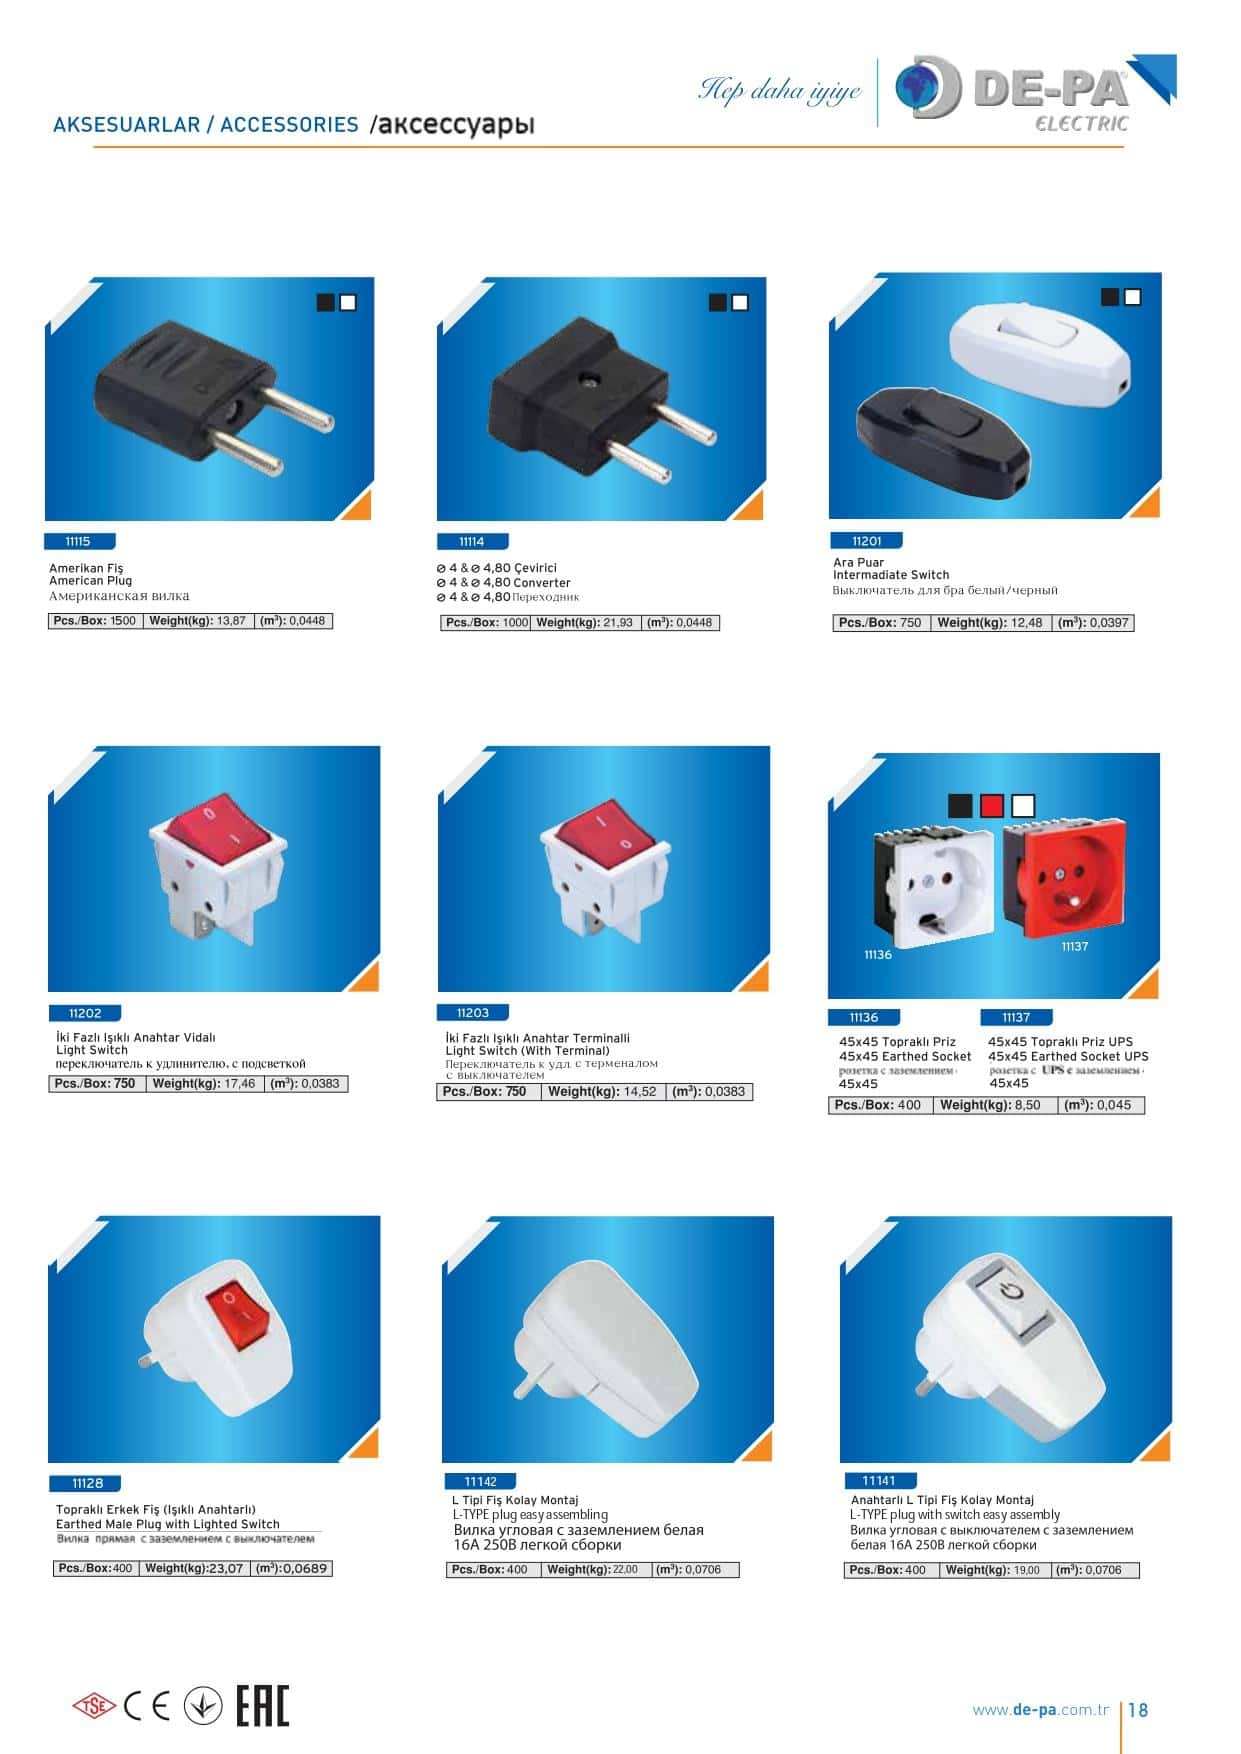 Hep daha iyiye
DE-PA
ELECTRIC
AKSESUARLAR / ACCESSORIES /аксессуары
11115
Amerikan Fiş
American Plug
Американская вилка
Pcs./Box: 1500 Weight(kg): 13,87 (m³): 0,0448
11114
⌀ 4 & ⌀ 4,80 Çevirici
⌀ 4 & ⌀ 4,80 Converter
⌀ 4 & ⌀ 4,80 Переходник
Pcs./Box: 1000 Weight(kg): 21,93 (m³): 0,0448
11201
Ara Puar
Intermadiate Switch
Выключатель для бра белый/черный
Pcs./Box: 750 Weight(kg): 12,48 (m³): 0,0397
11202
İki Fazlı Işıklı Anahtar Vidalı
Light Switch
переключатель к удлинителю, с подсветкой
Pcs./Box: 750 Weight(kg): 17,46 (m³): 0,0383
11203
İki Fazlı Işıklı Anahtar Terminalli
Light Switch (With Terminal)
Переключатель к удл. с терменалом
с выключателем
Pcs./Box: 750 Weight(kg): 14,52 (m³): 0,0383
11136
11137
11136
45x45 Topraklı Priz
45x45 Earthed Socket
розетка с заземлением
45x45
11137
45x45 Topraklı Priz UPS
45x45 Earthed Socket UPS
розетка с UPS с заземлением
45x45
Pcs./Box: 400 Weight(kg): 8,50 (m³): 0,045
11128
Topraklı Erkek Fiş (Işıklı Anahtarlı)
Earthed Male Plug with Lighted Switch
Вилка прямая с заземлением с выключателем
Pcs./Box:400 Weight(kg):23,07 (m³):0,0689
11142
L Tipi Fiş Kolay Montaj
L-TYPE plug easy assembling
Вилка угловая с заземлением белая
16А 250В легкой сборки
Pcs./Box: 400 Weight(kg): 22,00 (m³): 0,0706
11141
Anahtarlı L Tipi Fiş Kolay Montaj
L-TYPE plug with switch easy assembly
Вилка угловая с выключателем с заземлением
белая 16А 250В легкой сборки
Pcs./Box: 400 Weight(kg): 19,00 (m³): 0,0706
TSE CE EAC
www.de-pa.com.tr 18